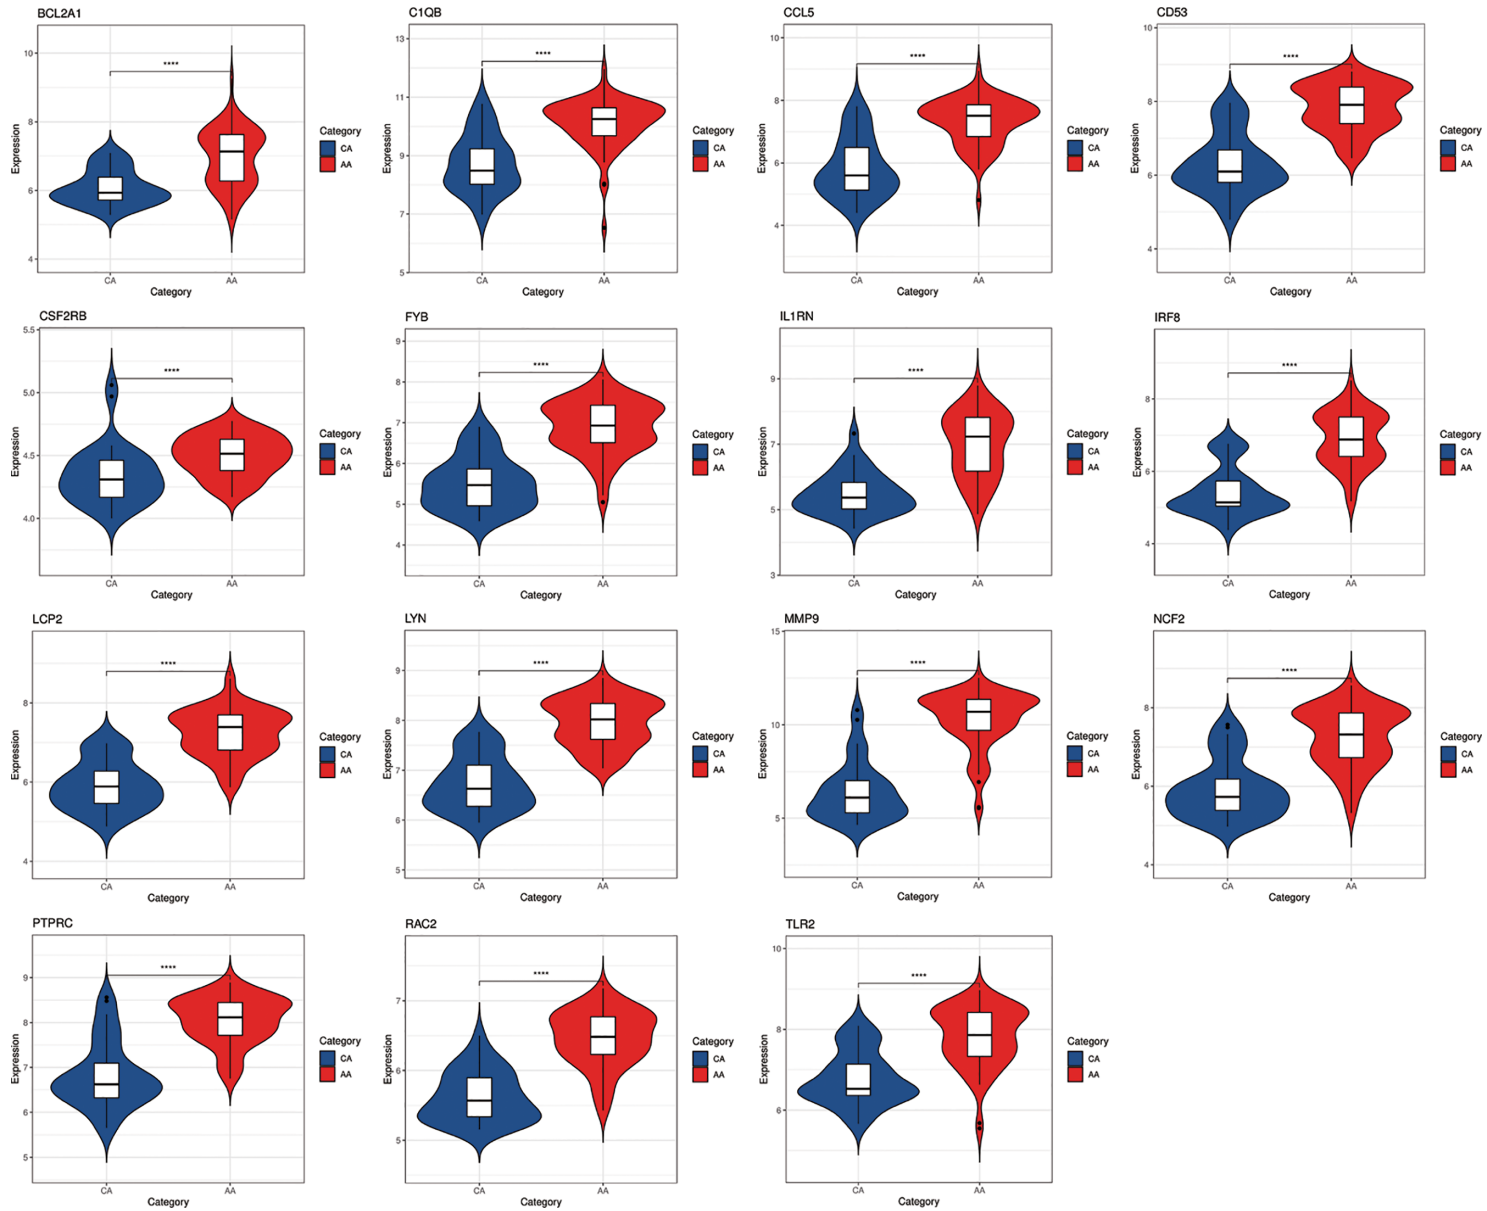 BCL2A1
10
8
6
4
Expression
****
CA
AA
Category
Category
CA
AA
C1QB
13
11
9
7
5
Expression
****
CA
AA
Category
Category
CA
AA
CCL5
10
8
6
4
Expression
****
CA
AA
Category
Category
CA
AA
CD53
10
8
6
4
Expression
****
CA
AA
Category
Category
CA
AA
CSF2RB
5.5
5.0
4.5
4.0
Expression
****
CA
AA
Category
Category
CA
AA
FYB
9
8
7
6
5
4
Expression
****
CA
AA
Category
Category
CA
AA
IL1RN
9
7
5
3
Expression
****
CA
AA
Category
Category
CA
AA
IRF8
8
6
4
Expression
****
CA
AA
Category
Category
CA
AA
LCP2
8
6
4
Expression
****
CA
AA
Category
Category
CA
AA
LYN
9
8
7
6
5
Expression
****
CA
AA
Category
Category
CA
AA
MMP9
15
10
5
Expression
****
CA
AA
Category
Category
CA
AA
NCF2
8
6
4
Expression
****
CA
AA
Category
Category
CA
AA
PTPRC
9
8
7
6
5
Expression
****
CA
AA
Category
Category
CA
AA
RAC2
7
6
5
Expression
****
CA
AA
Category
Category
CA
AA
TLR2
10
8
6
Expression
****
CA
AA
Category
Category
CA
AA